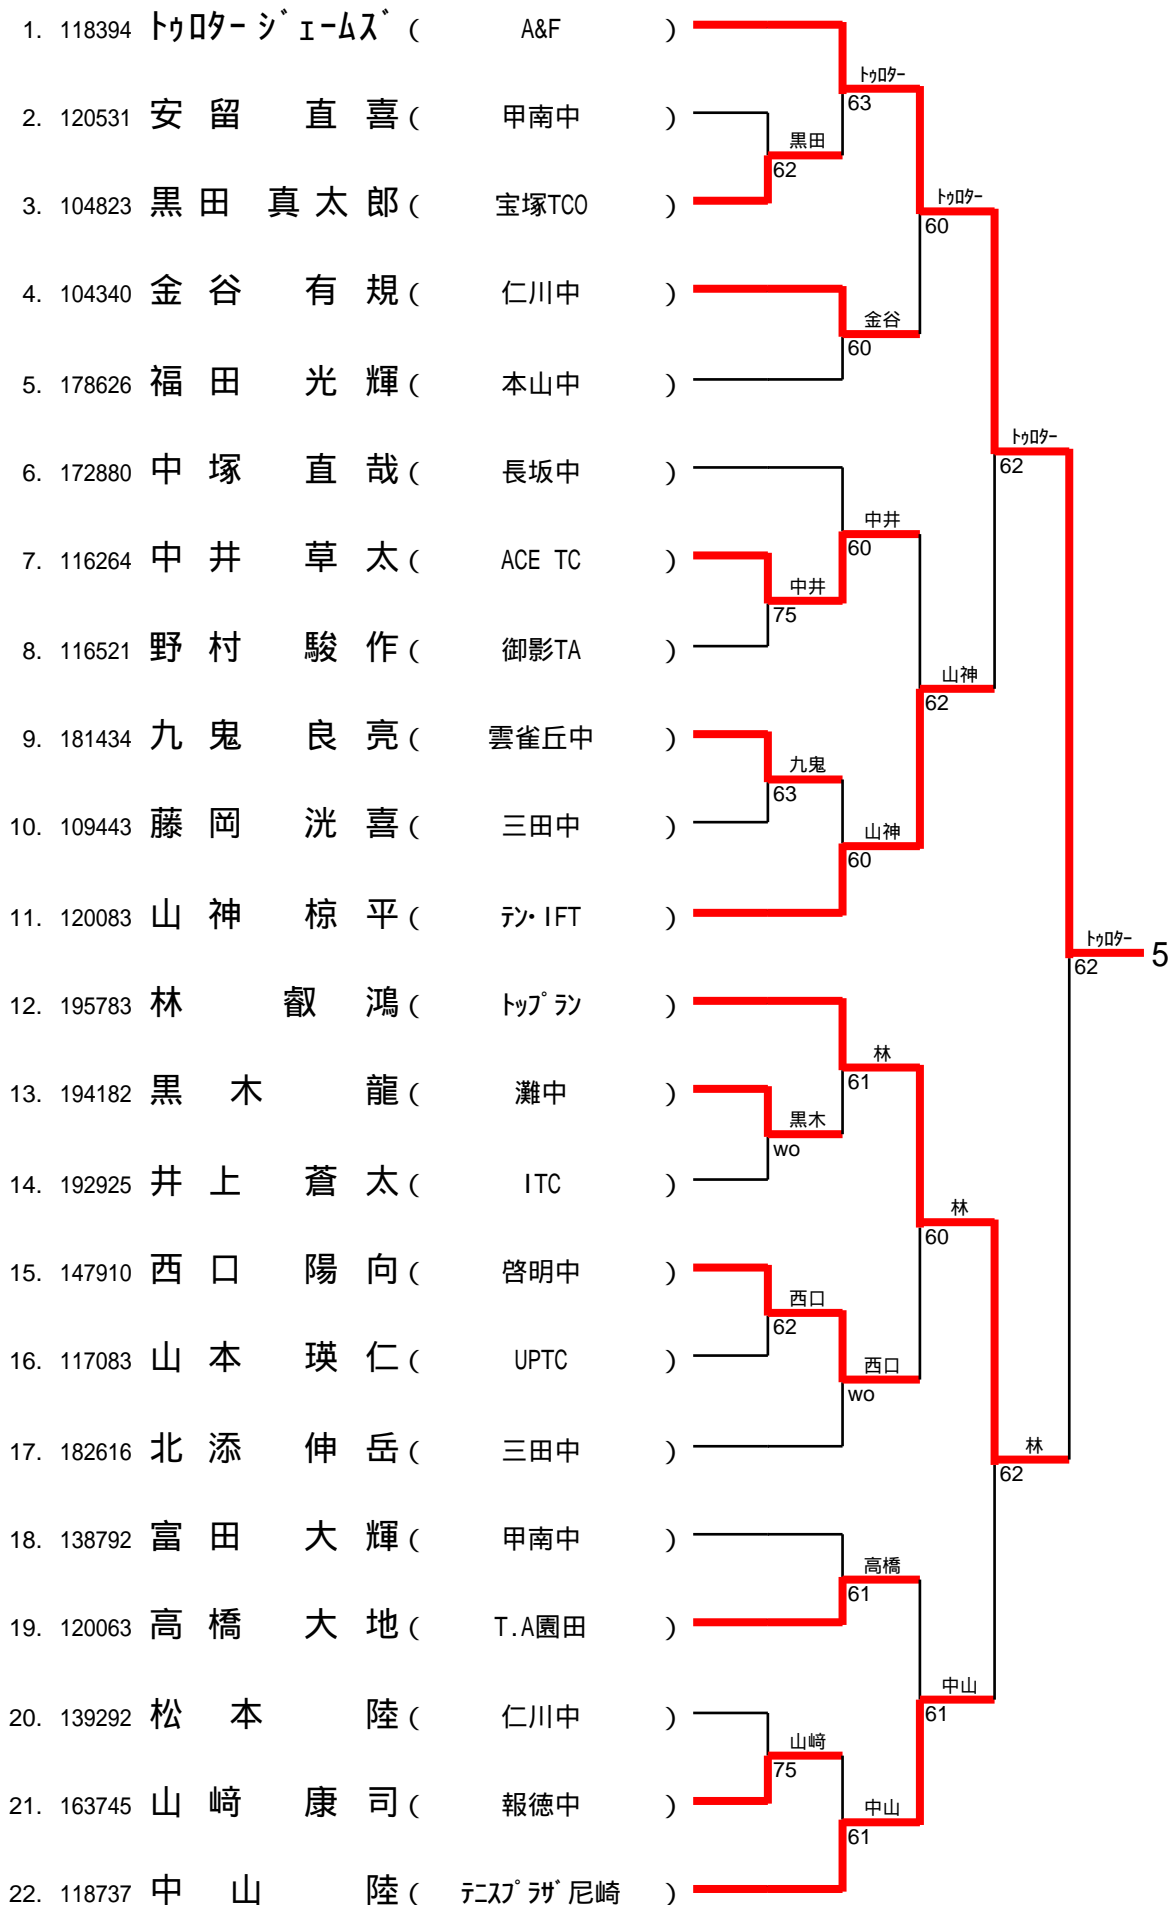 1. 118394 トゥロター ジェームズ ( A&F )
トゥロター
63
2. 120531 安留 直喜 ( 甲南中 )
黒田
62
3. 104823 黒田 真太郎 ( 宝塚TCO )
トゥロター
60
4. 104340 金谷 有規 ( 仁川中 )
金谷
60
5. 178626 福田 光輝 ( 本山中 )
トゥロター
62
6. 172880 中塚 直哉 ( 長坂中 )
中井
60
7. 116264 中井 草太 ( ACE TC )
中井
75
8. 116521 野村 駿作 ( 御影TA )
山神
62
9. 181434 九鬼 良亮 ( 雲雀丘中 )
九鬼
63
10. 109443 藤岡 洸喜 ( 三田中 )
山神
60
11. 120083 山神 椋平 ( テン・IFT )
トゥロター 5
62
12. 195783 林 叡鴻 ( トップラン )
林
61
13. 194182 黒木 龍 ( 灘中 )
黒木
wo
14. 192925 井上 蒼太 ( ITC )
林
60
15. 147910 西口 陽向 ( 啓明中 )
西口
62
16. 117083 山本 瑛仁 ( UPTC )
西口
wo
17. 182616 北添 伸岳 ( 三田中 )
林
62
18. 138792 富田 大輝 ( 甲南中 )
高橋
61
19. 120063 高橋 大地 ( T.A園田 )
中山
61
20. 139292 松本 陸 ( 仁川中 )
山﨑
75
21. 163745 山﨑 康司 ( 報徳中 )
中山
61
22. 118737 中山 陸 ( テニスプラザ尼崎 )